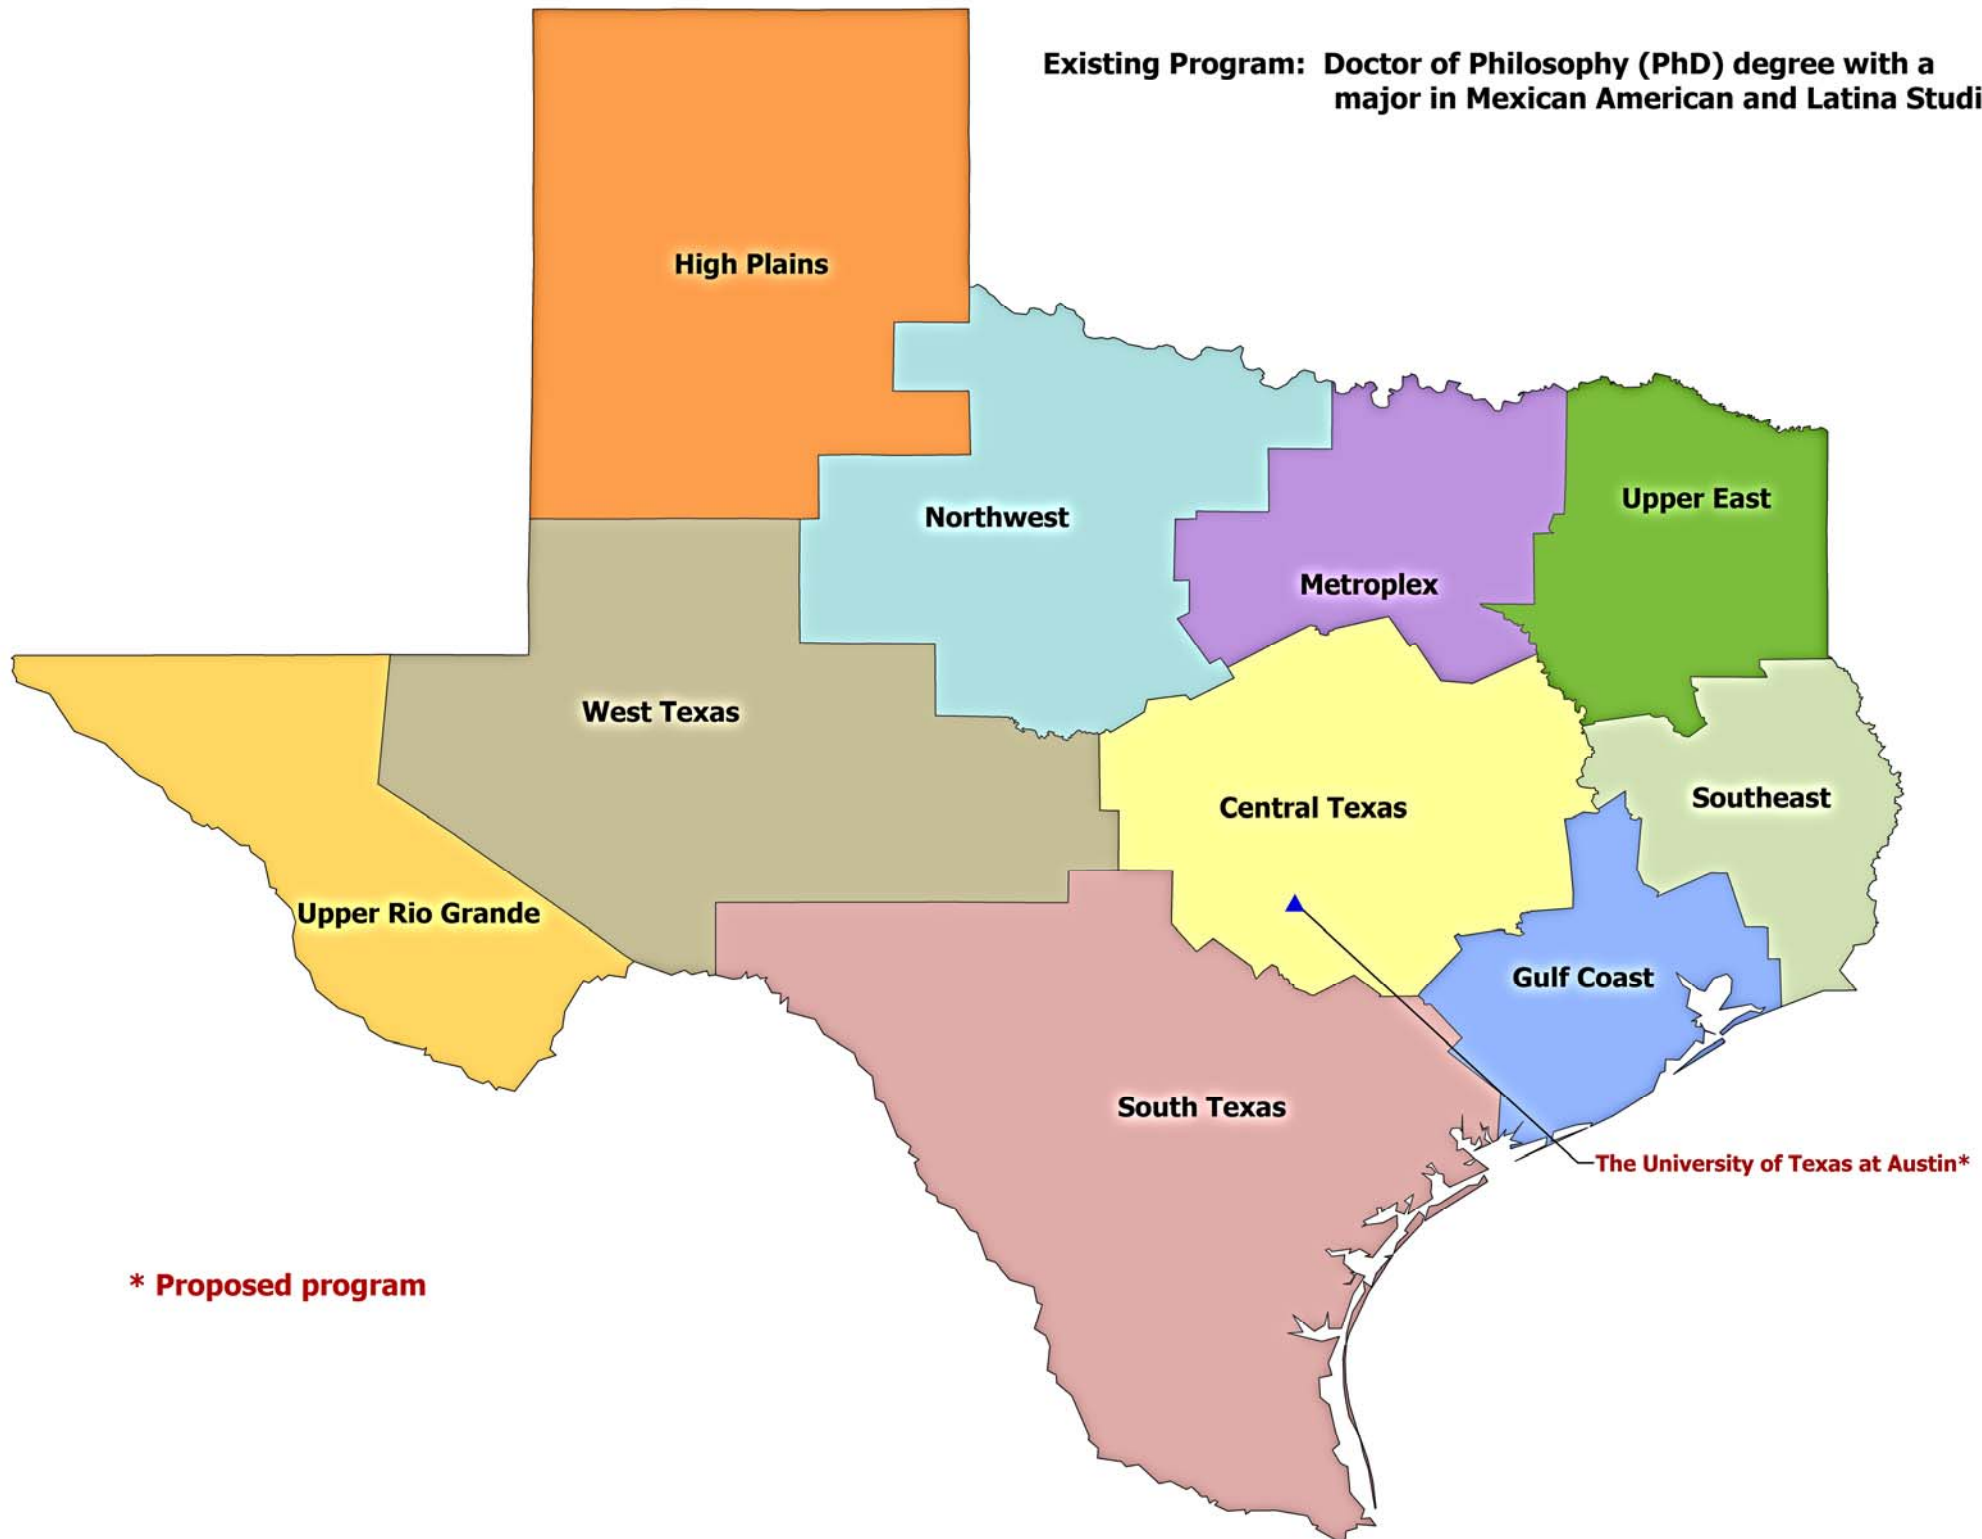 Existing Program: Doctor of Philosophy (PhD) degree with a
major in Mexican American and Latina Studi
High Plains
Northwest
Upper East
Metroplex
West Texas
Southeast
Central Texas
Upper Rio Grande
Gulf Coast
South Texas
The University of Texas at Austin*
* Proposed program